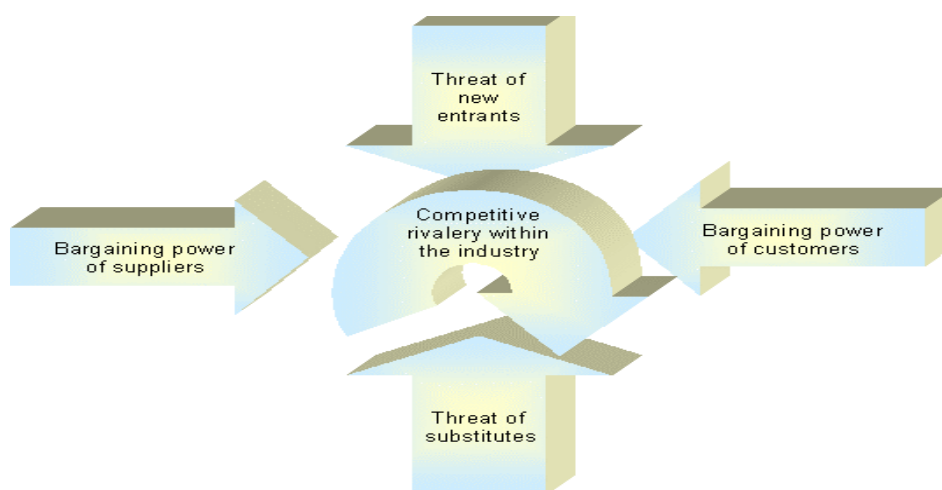 Threat of
new
entrants
Competitive
rivalery within
the industry
Bargaining power
of suppliers
Bargaining power
of customers
Threat of
substitutes